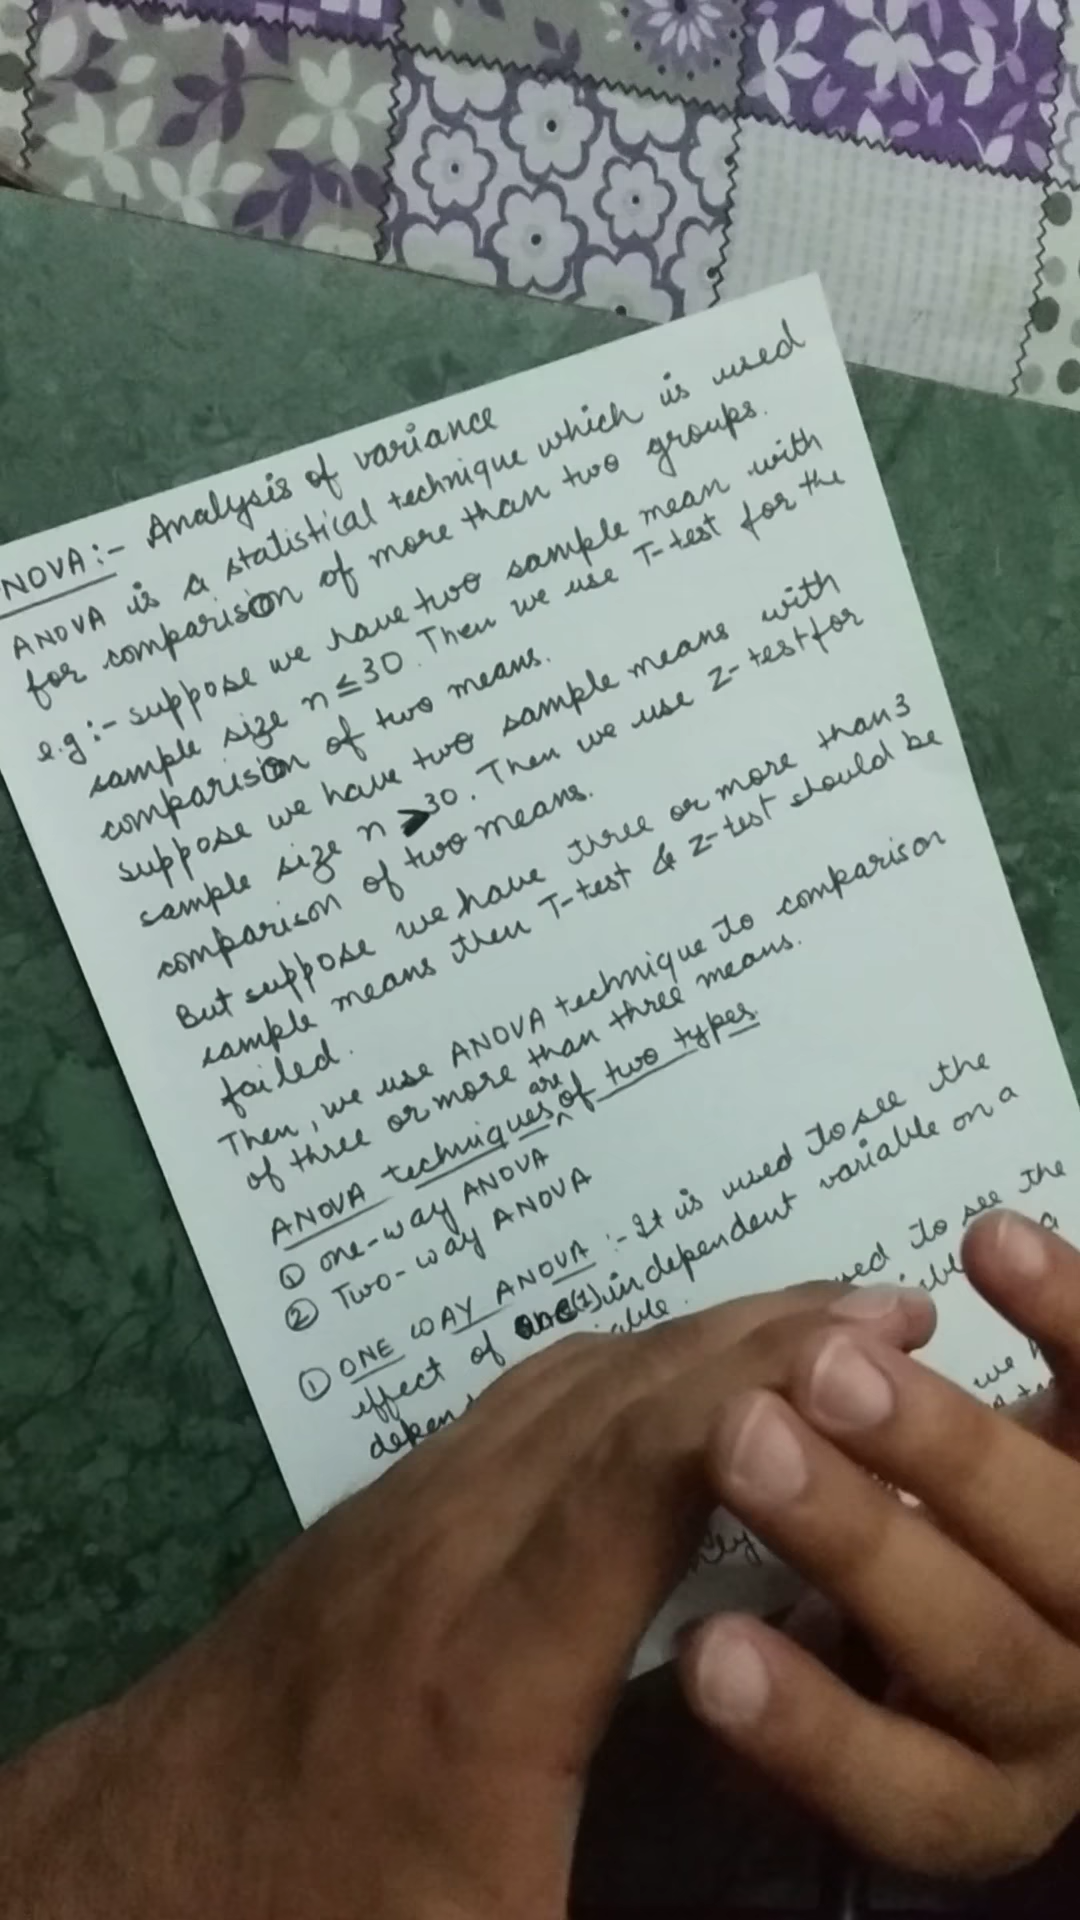 NOVA:- Analysis of variance
ANOVA is a statistical technique which is used
for comparision of more than two groups.
e.g:- suppose we have two sample mean with
sample size n ≤ 30. Then we use T-test for the
comparision of two means.
suppose we have two sample means with
sample size n > 30. Then we use Z-test for
comparison of two means.
But suppose we have three or more than 3
sample means then T-test & Z-test should be
failed.
Then, we use ANOVA technique to comparison
of three or more than three means.
ANOVA techniques are of two types
① one-way ANOVA
② Two-way ANOVA
① ONE WAY ANOVA :- It is used to see the
effect of one(1) independent variable on a
depen
to see the
a
we